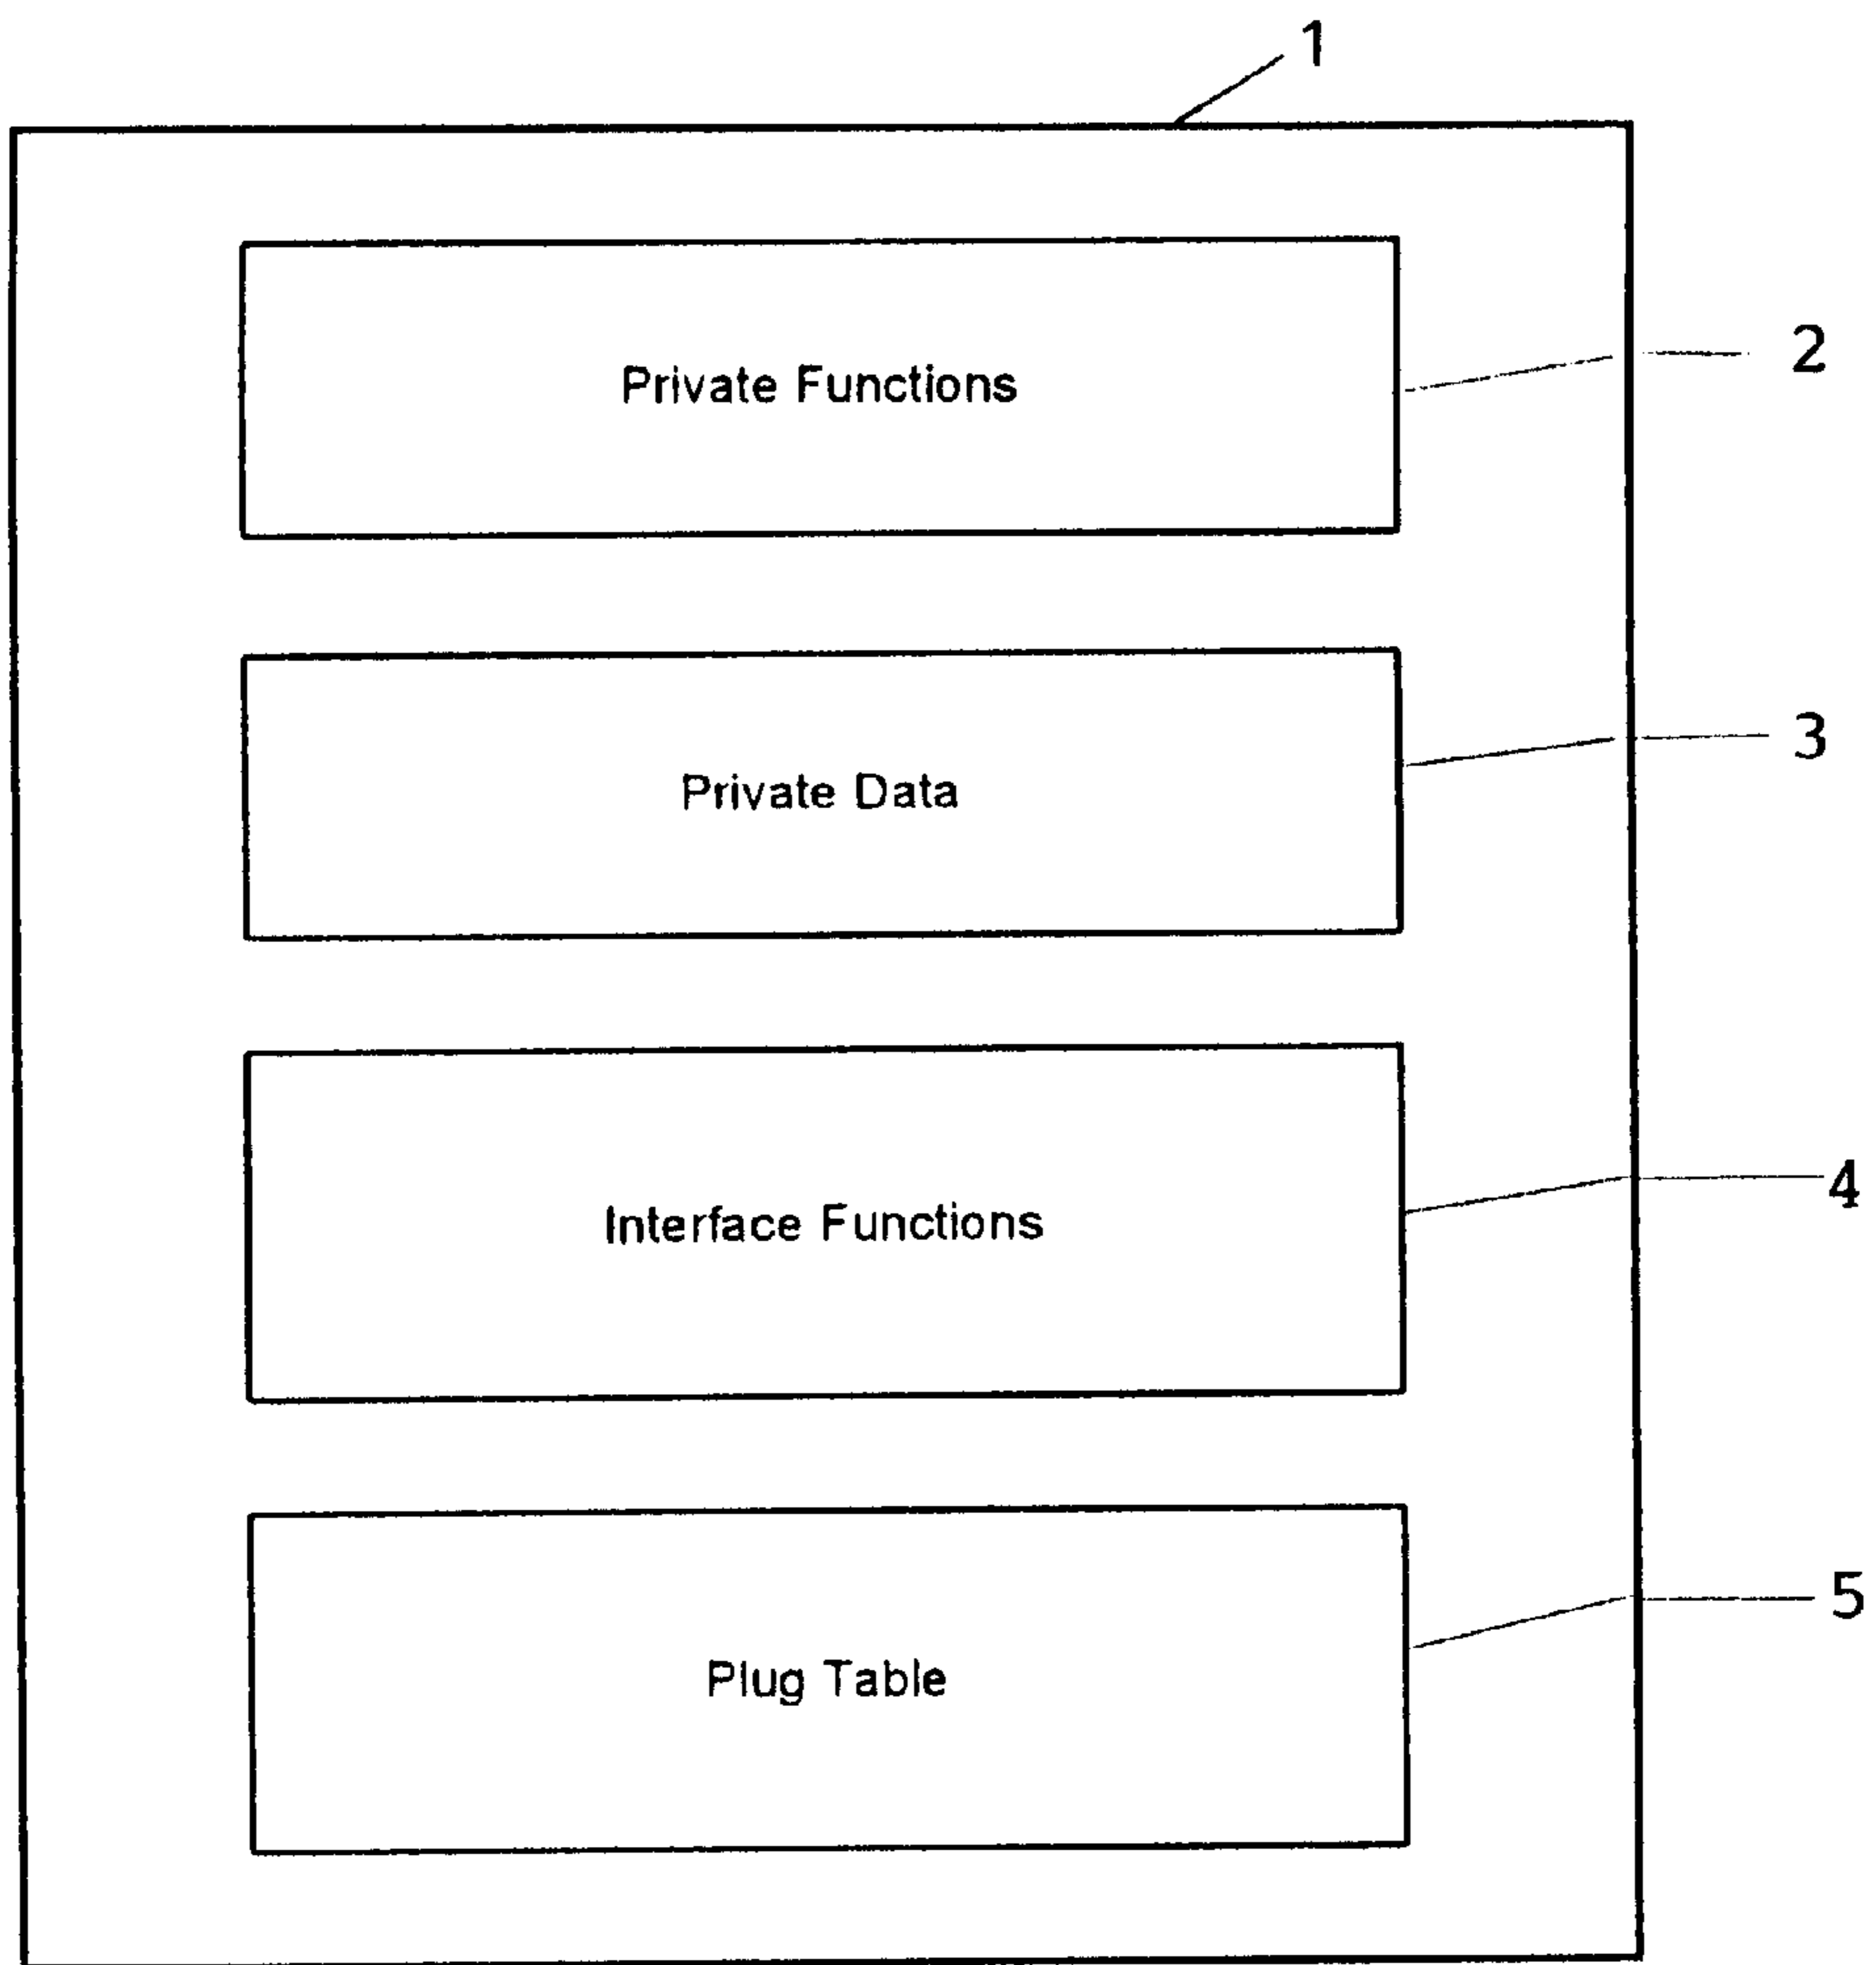 1
Private Functions
2
Private Data
3
Interface Functions
4
Plug Table
5